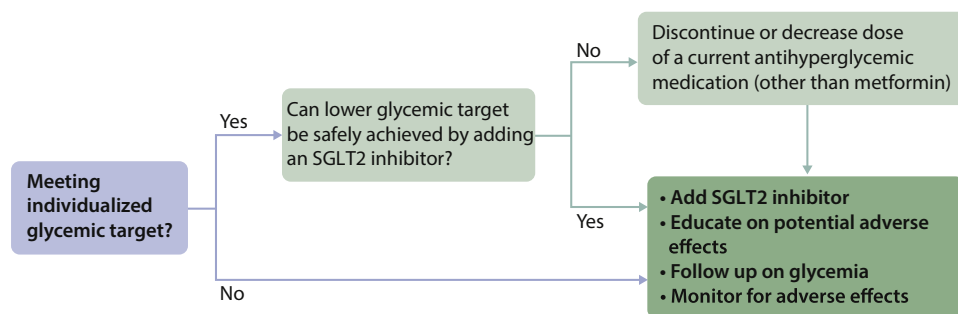 Meeting
individualized
glycemic target?
Yes
No
Can lower glycemic target
be safely achieved by adding
an SGLT2 inhibitor?
No
Yes
Discontinue or decrease dose
of a current antihyperglycemic
medication (other than metformin)
• Add SGLT2 inhibitor
• Educate on potential adverse
effects
• Follow up on glycemia
• Monitor for adverse effects